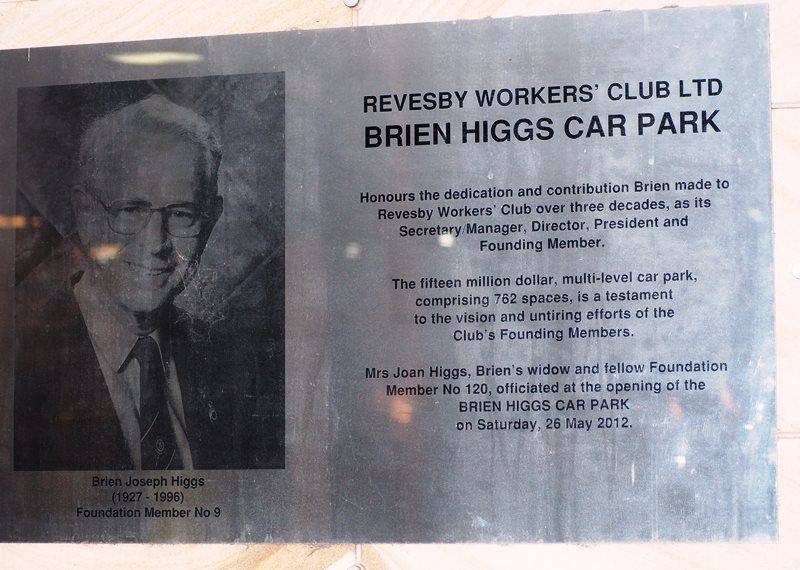 REVESBY WORKERS' CLUB LTD
BRIEN HIGGS CAR PARK
Honours the dedication and contribution Brien made to
Revesby Workers' Club over three decades, as its
Secretary/Manager, Director, President and
Founding Member.
The fifteen million dollar, multi-level car park,
comprising 762 spaces, is a testament
to the vision and untiring efforts of the
Club's Founding Members.
Mrs Joan Higgs, Brien's widow and fellow Foundation
Member No 120, officiated at the opening of the
BRIEN HIGGS CAR PARK
on Saturday, 26 May 2012.
Brien Joseph Higgs
(1927 - 1996)
Foundation Member No 9